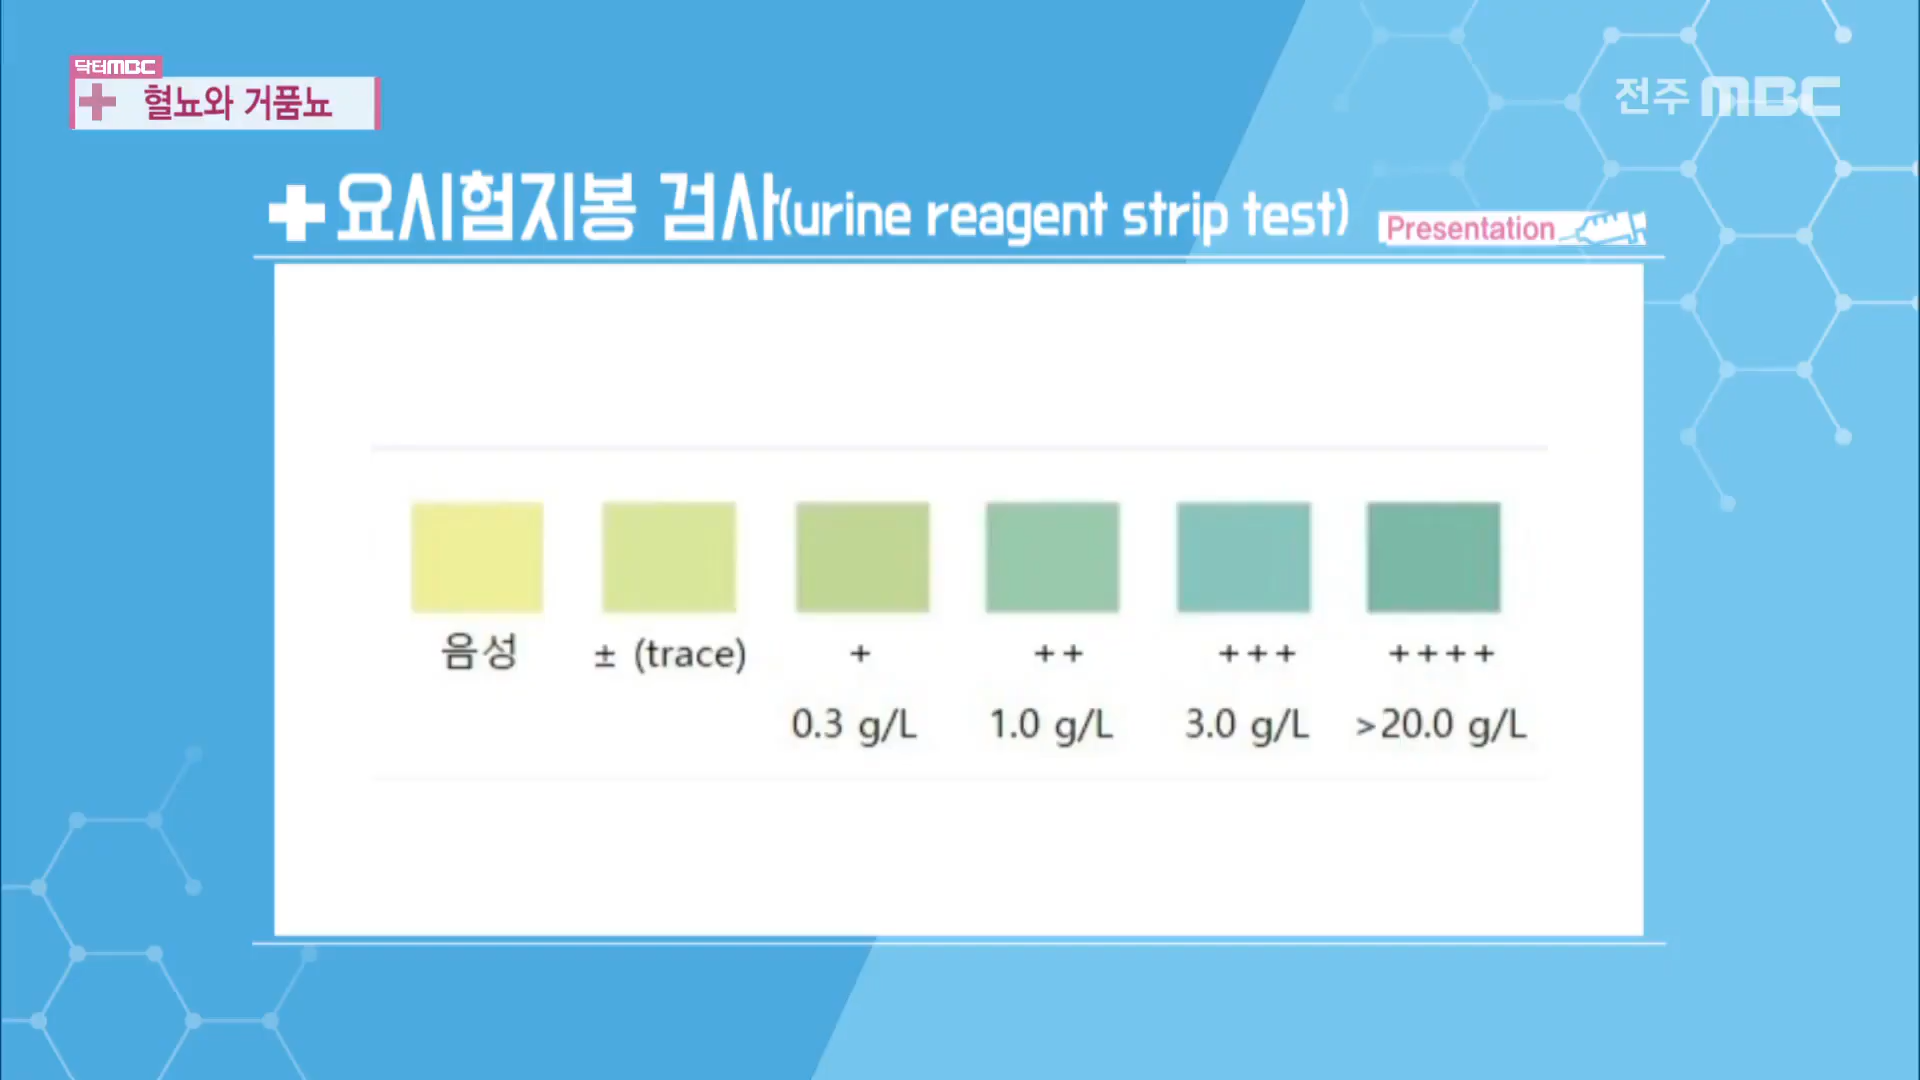 닥터MBC
혈뇨와 거품뇨
전주 MBC
요시험지봉 검사(urine reagent strip test)
Presentation
음성 ± (trace) + ++ +++ ++++
0.3 g/L 1.0 g/L 3.0 g/L >20.0 g/L